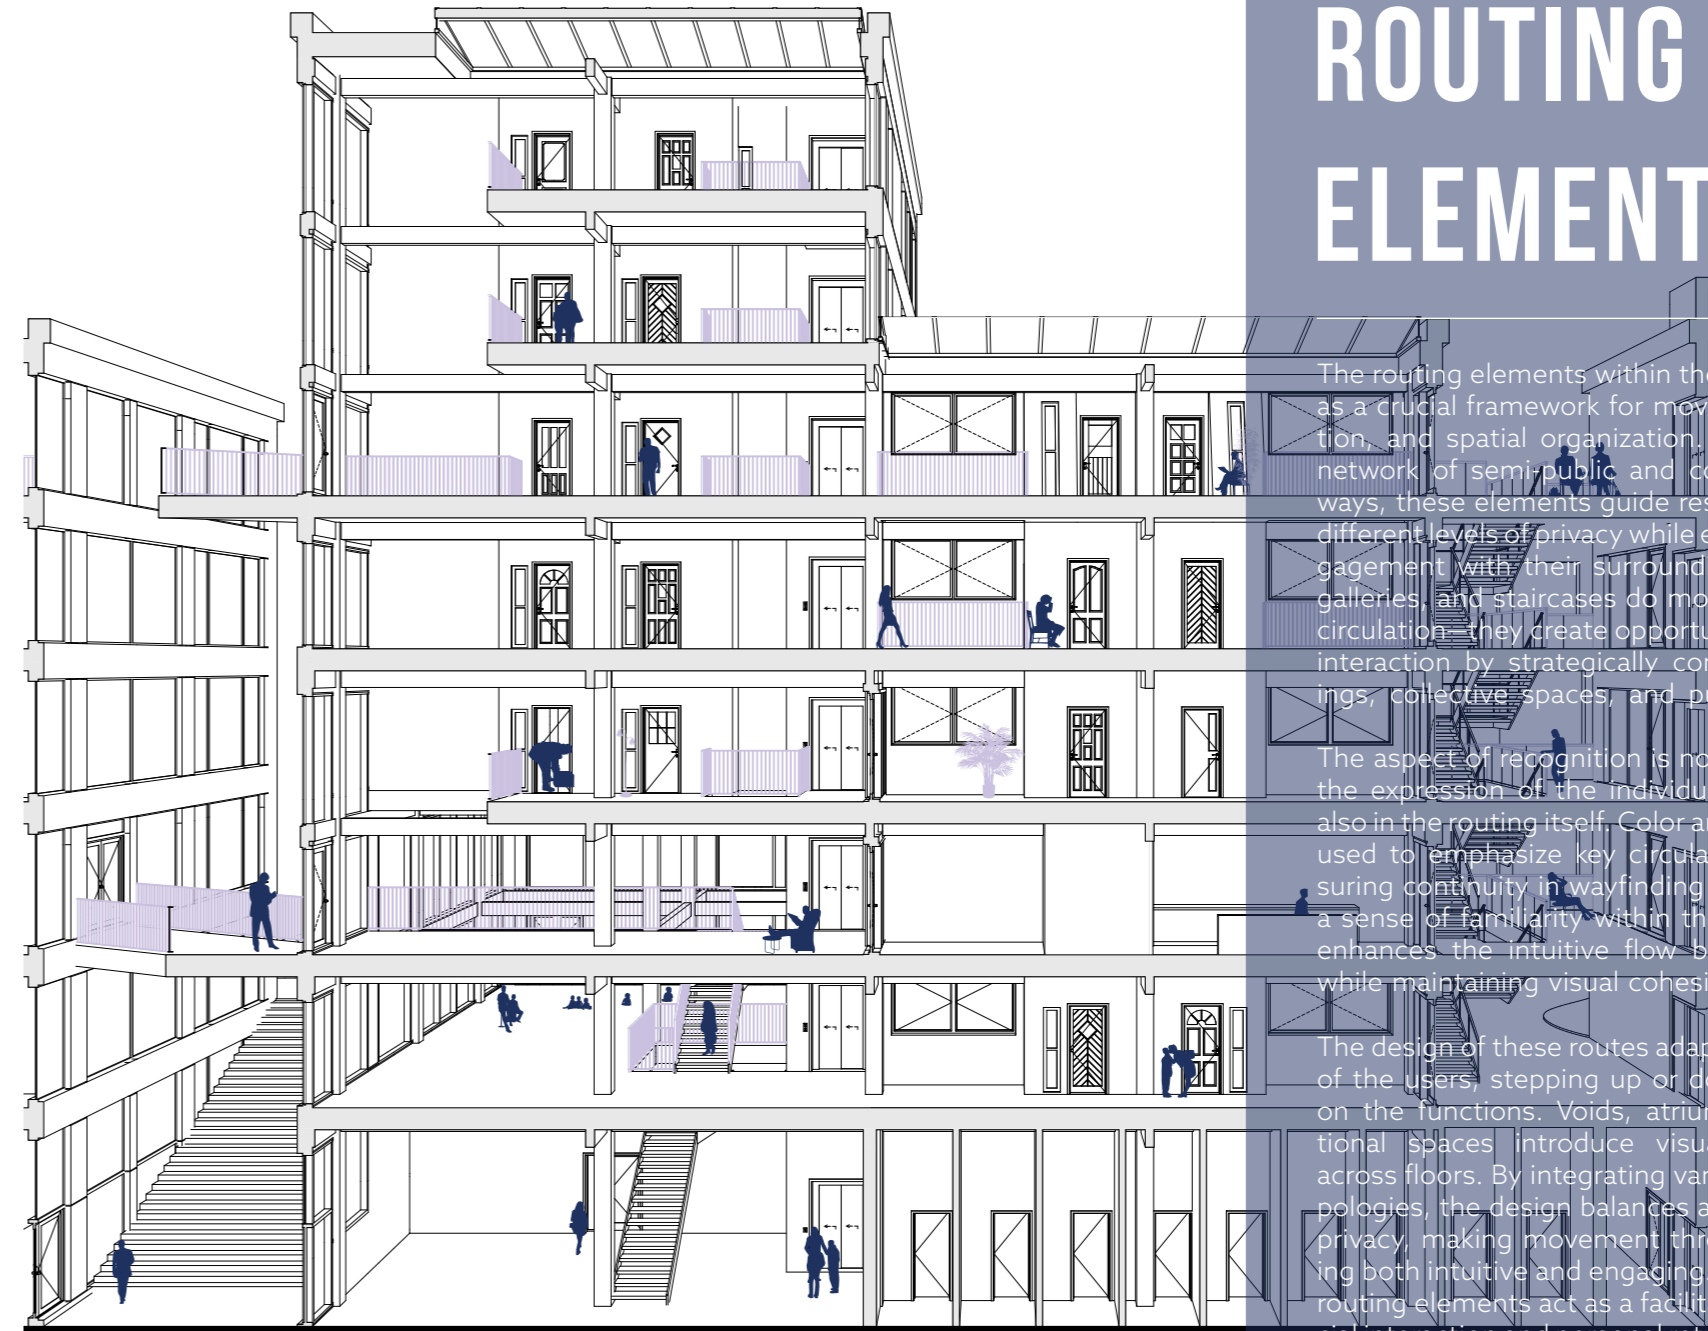 ROUTING
ELEMENT
The routing elements within the
as a crucial framework for mov
tion, and spatial organization.
network of semi-public and co
ways, these elements guide res
different levels of privacy while e
gagement with their surround
galleries, and staircases do mo
circulation—they create opportu
interaction by strategically con
ings, collective spaces, and pr
The aspect of recognition is no
the expression of the individu
also in the routing itself. Color ar
used to emphasize key circula
suring continuity in wayfinding
a sense of familiarity within th
enhances the intuitive flow b
while maintaining visual cohesi
The design of these routes adap
of the users, stepping up or de
on the functions. Voids, atriun
tional spaces introduce visua
across floors. By integrating var
pologies, the design balances a
privacy, making movement thr
ing both intuitive and engaging.
routing elements act as a facilit